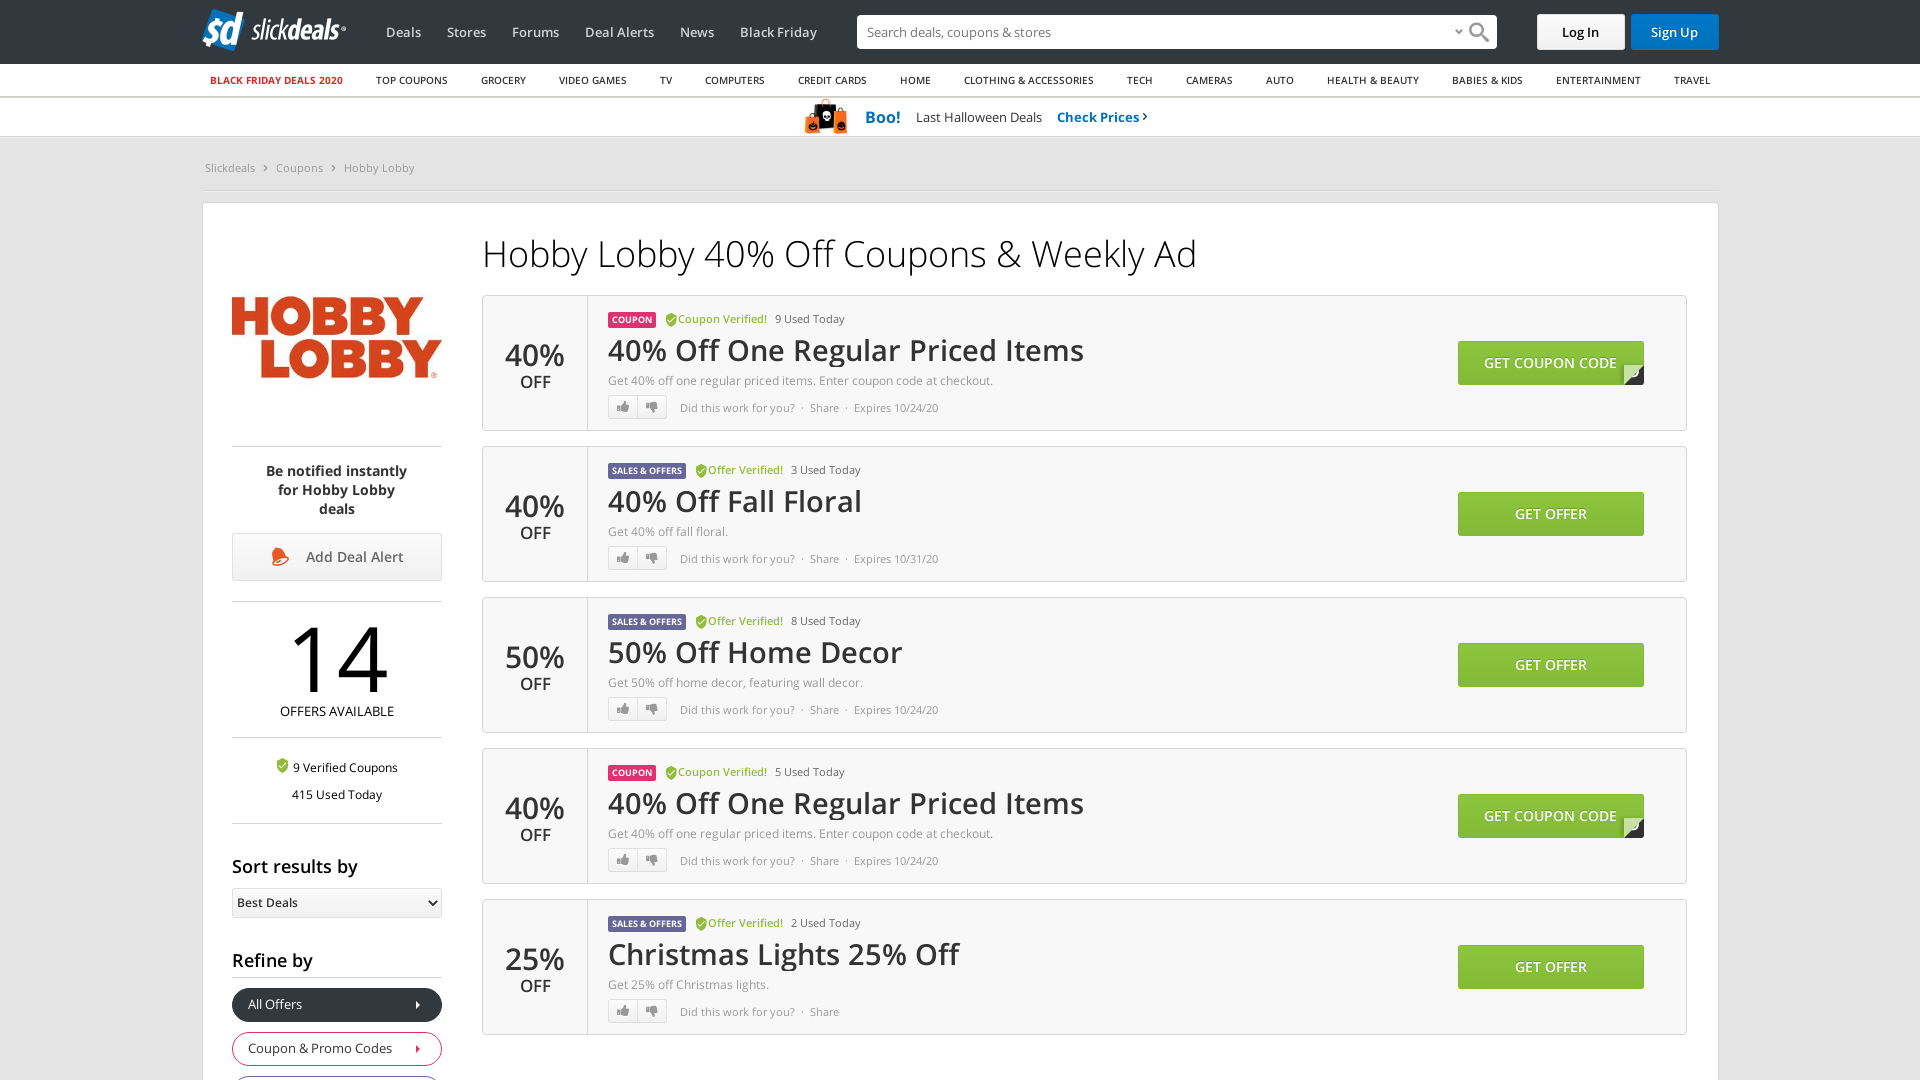 slickdeals
Deals
Stores
Forums
Deal Alerts
News
Black Friday
Search deals, coupons & stores
Log In
Sign Up
BLACK FRIDAY DEALS 2020
TOP COUPONS
GROCERY
VIDEO GAMES
TV
COMPUTERS
CREDIT CARDS
HOME
CLOTHING & ACCESSORIES
TECH
CAMERAS
AUTO
HEALTH & BEAUTY
BABIES & KIDS
ENTERTAINMENT
TRAVEL
Boo! Last Halloween Deals Check Prices
Slickdeals > Coupons > Hobby Lobby
HOBBY
LOBBY
Be notified instantly
for Hobby Lobby
deals
Add Deal Alert
14
OFFERS AVAILABLE
9 Verified Coupons
415 Used Today
Sort results by
Best Deals
Refine by
All Offers
Coupon & Promo Codes
Hobby Lobby 40% Off Coupons & Weekly Ad
40%
OFF
COUPON Coupon Verified! 9 Used Today
40% Off One Regular Priced Items
Get 40% off one regular priced items. Enter coupon code at checkout.
Did this work for you? · Share · Expires 10/24/20
GET COUPON CODE
40%
OFF
SALES & OFFERS Offer Verified! 3 Used Today
40% Off Fall Floral
Get 40% off fall floral.
Did this work for you? · Share · Expires 10/31/20
GET OFFER
50%
OFF
SALES & OFFERS Offer Verified! 8 Used Today
50% Off Home Decor
Get 50% off home decor, featuring wall decor.
Did this work for you? · Share · Expires 10/24/20
GET OFFER
40%
OFF
COUPON Coupon Verified! 5 Used Today
40% Off One Regular Priced Items
Get 40% off one regular priced items. Enter coupon code at checkout.
Did this work for you? · Share · Expires 10/24/20
GET COUPON CODE
25%
OFF
SALES & OFFERS Offer Verified! 2 Used Today
Christmas Lights 25% Off
Get 25% off Christmas lights.
Did this work for you? · Share
GET OFFER